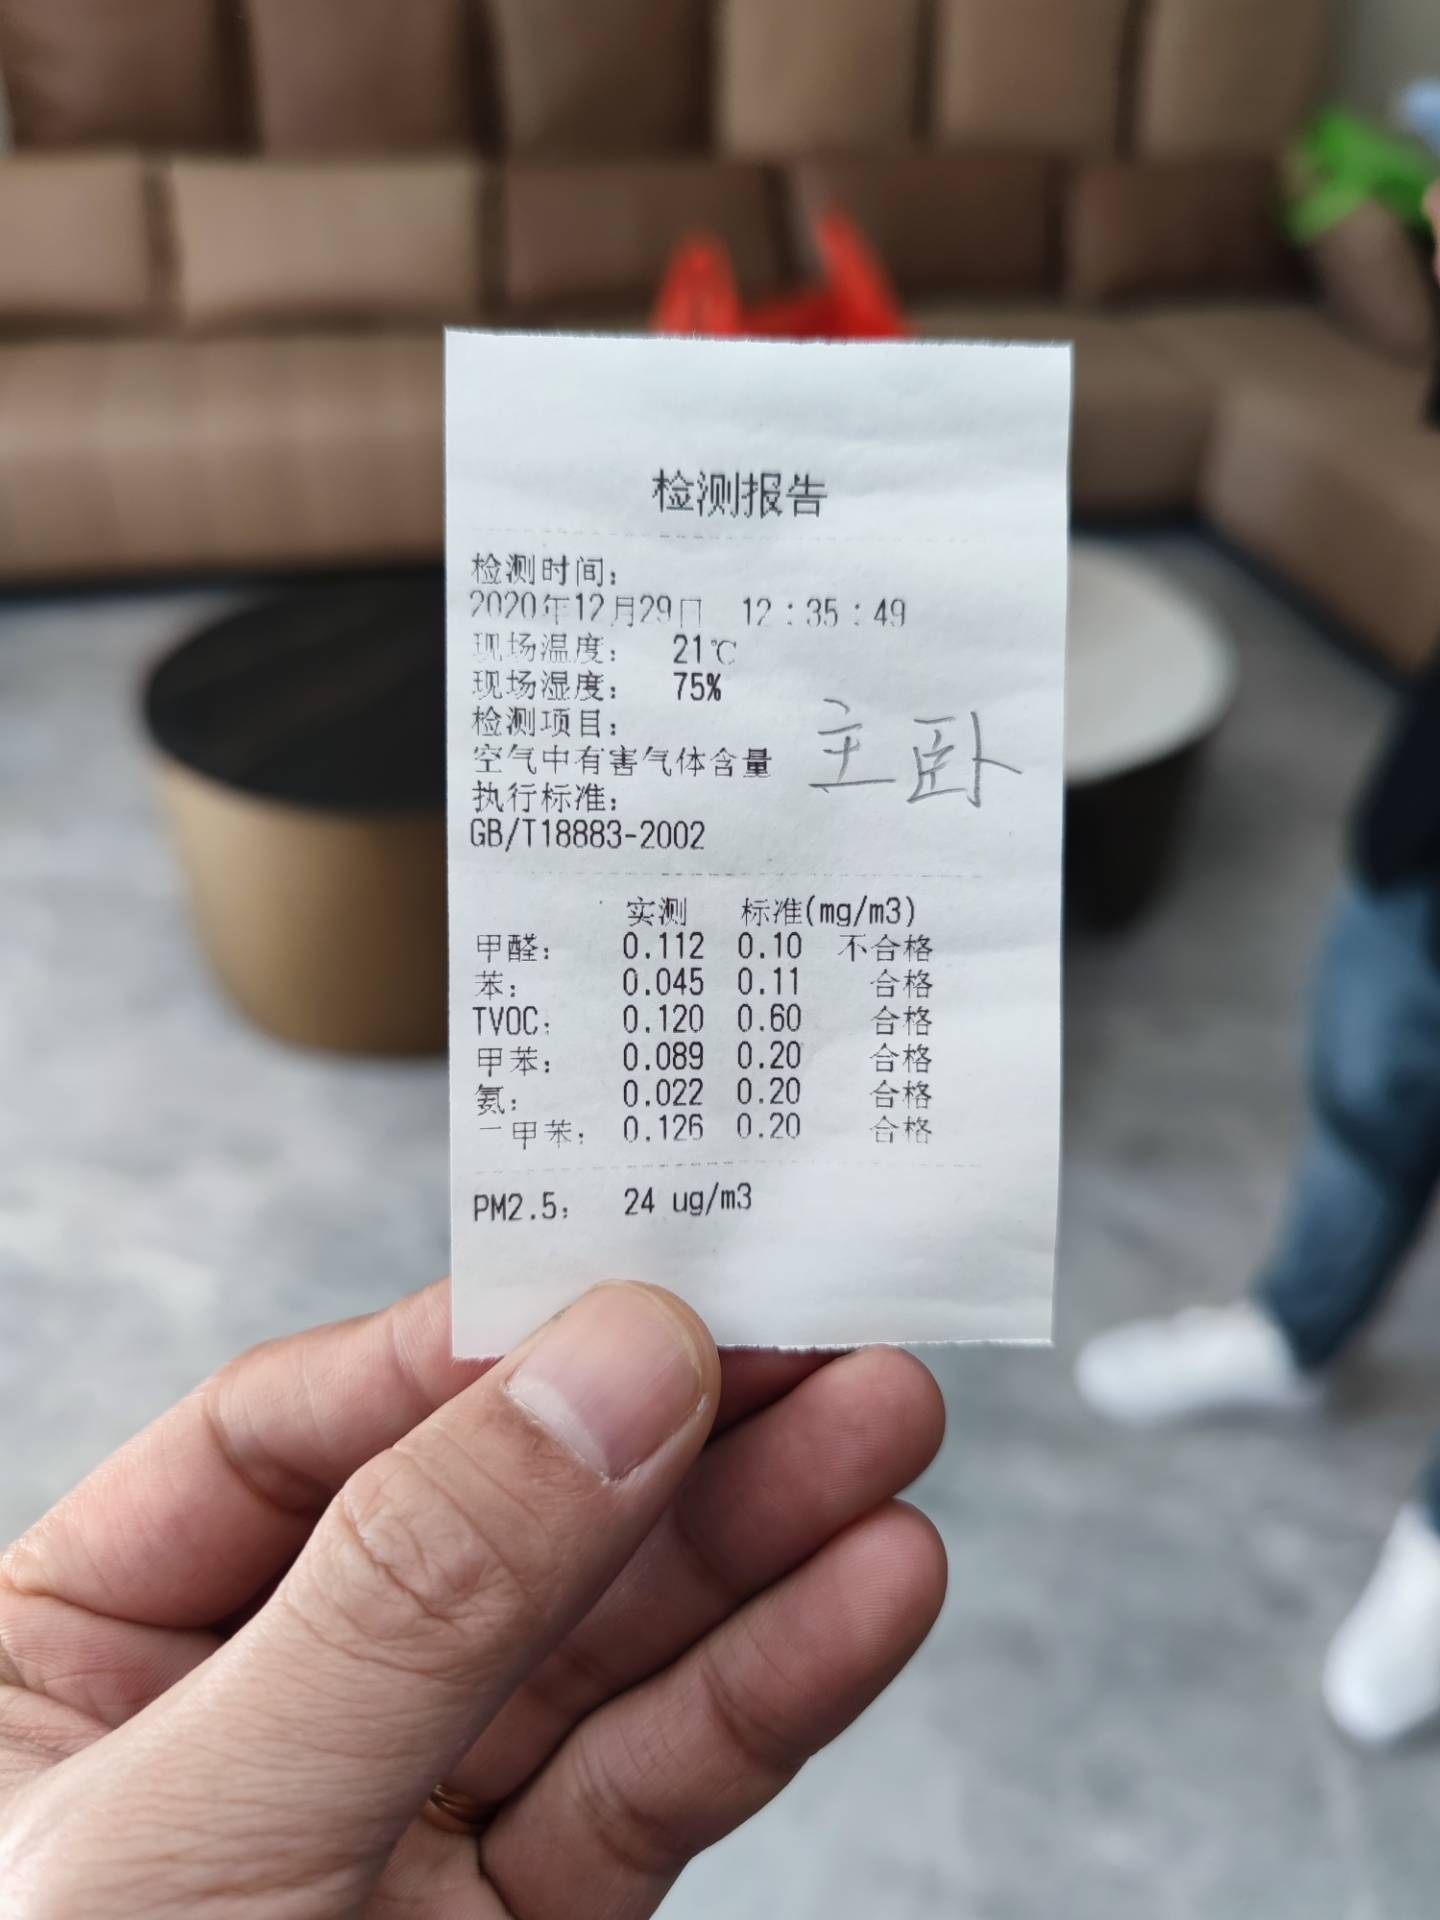 检测报告
检测时间：
2020年12月29日 12:35:49
现场温度： 21℃
现场湿度： 75%
检测项目：
空气中有害气体含量
主卧
执行标准：
GB/T18883-2002
实测 标准(mg/m3)
甲醛： 0.112 0.10 不合格
苯： 0.045 0.11 合格
TVOC： 0.120 0.60 合格
甲苯： 0.089 0.20 合格
氨： 0.022 0.20 合格
二甲苯： 0.126 0.20 合格
PM2.5： 24 ug/m3